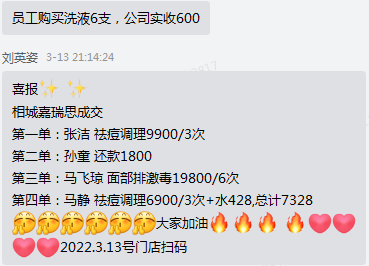 员工购买洗液6支，公司实收600
刘英姿 3-13 21:14:24
喜报✨ ✨
相城嘉瑞思成交
第一单：张洁 祛痘调理9900/3次
第二单：孙童 还款1800
第三单：马飞琼 面部排激毒19800/6次
第四单：马静 祛痘调理6900/3次+水428,总计7328
大家加油🔥🔥🔥🔥❤❤
❤❤2022.3.13号门店扫码